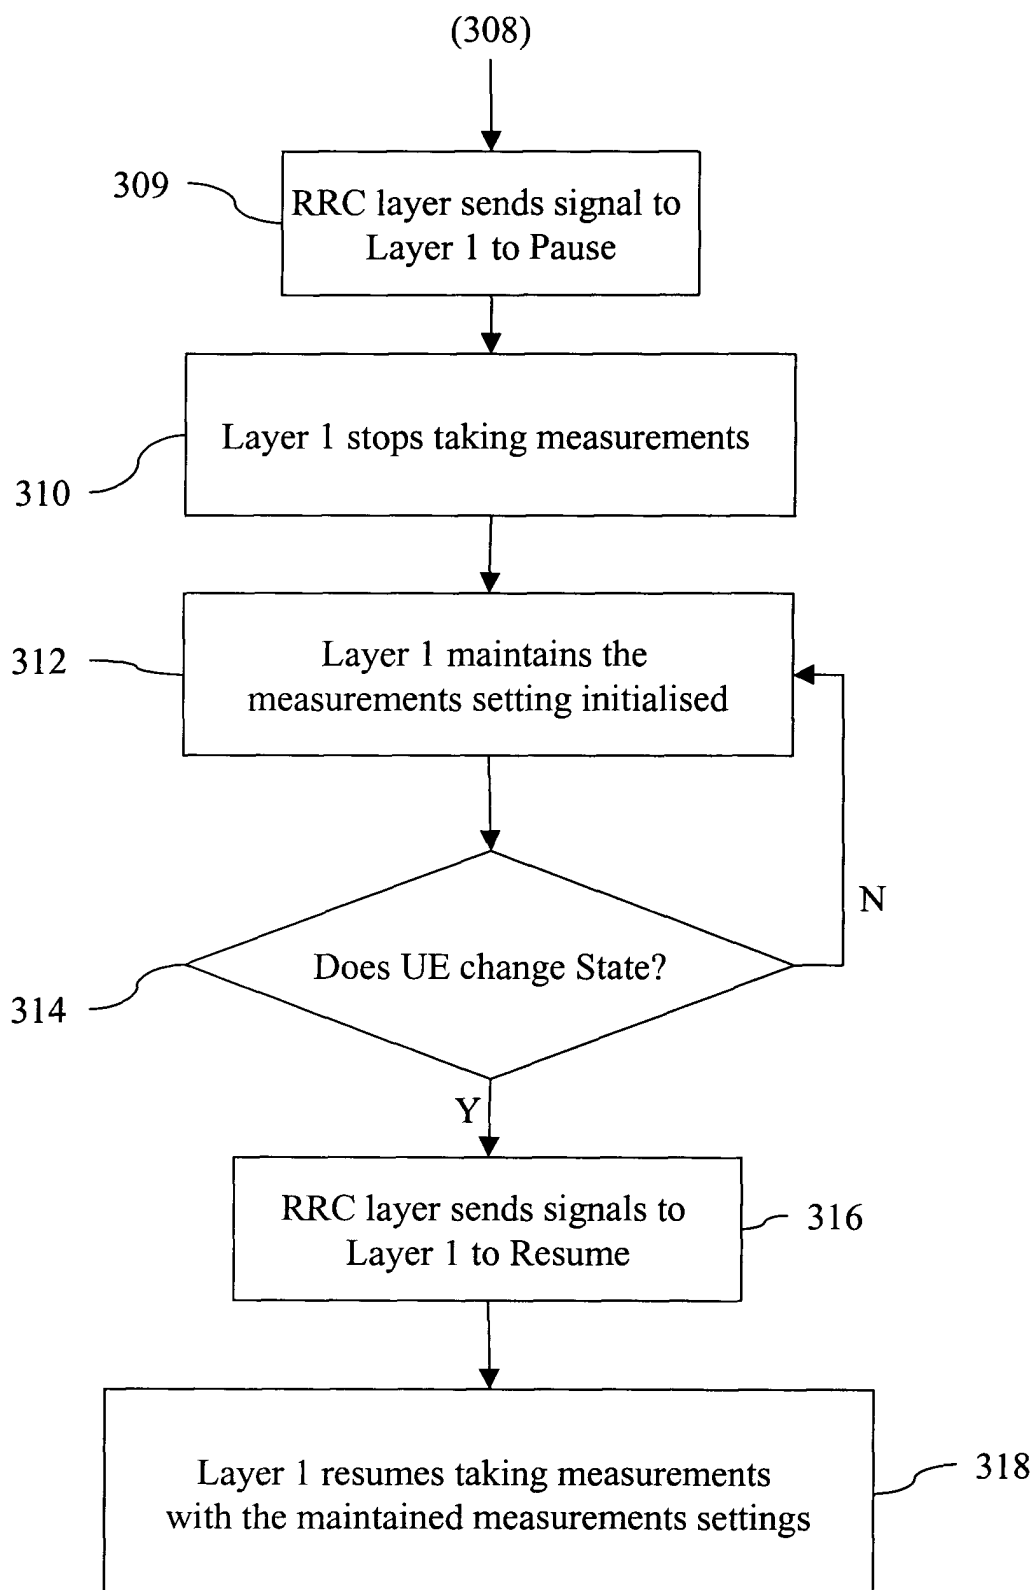 (308)
309
RRC layer sends signal to
Layer 1 to Pause
Layer 1 stops taking measurements
310
312
Layer 1 maintains the
measurements setting initialised
N
Does UE change State?
314
Y
RRC layer sends signals to
Layer 1 to Resume
316
Layer 1 resumes taking measurements
with the maintained measurements settings
318